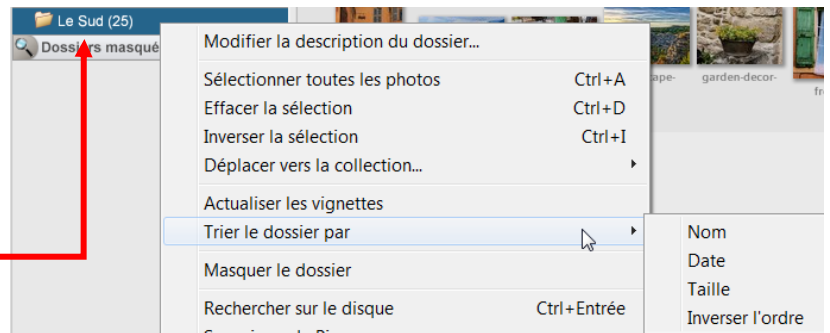 Le Sud (25)
Dossiers masqué
Modifier la description du dossier...
Sélectionner toutes les photos Ctrl+A
Effacer la sélection Ctrl+D
Inverser la sélection Ctrl+I
Déplacer vers la collection...
Actualiser les vignettes
Trier le dossier par
Masquer le dossier
Rechercher sur le disque Ctrl+Entrée
Nom
Date
Taille
Inverser l'ordre
garden-decor-